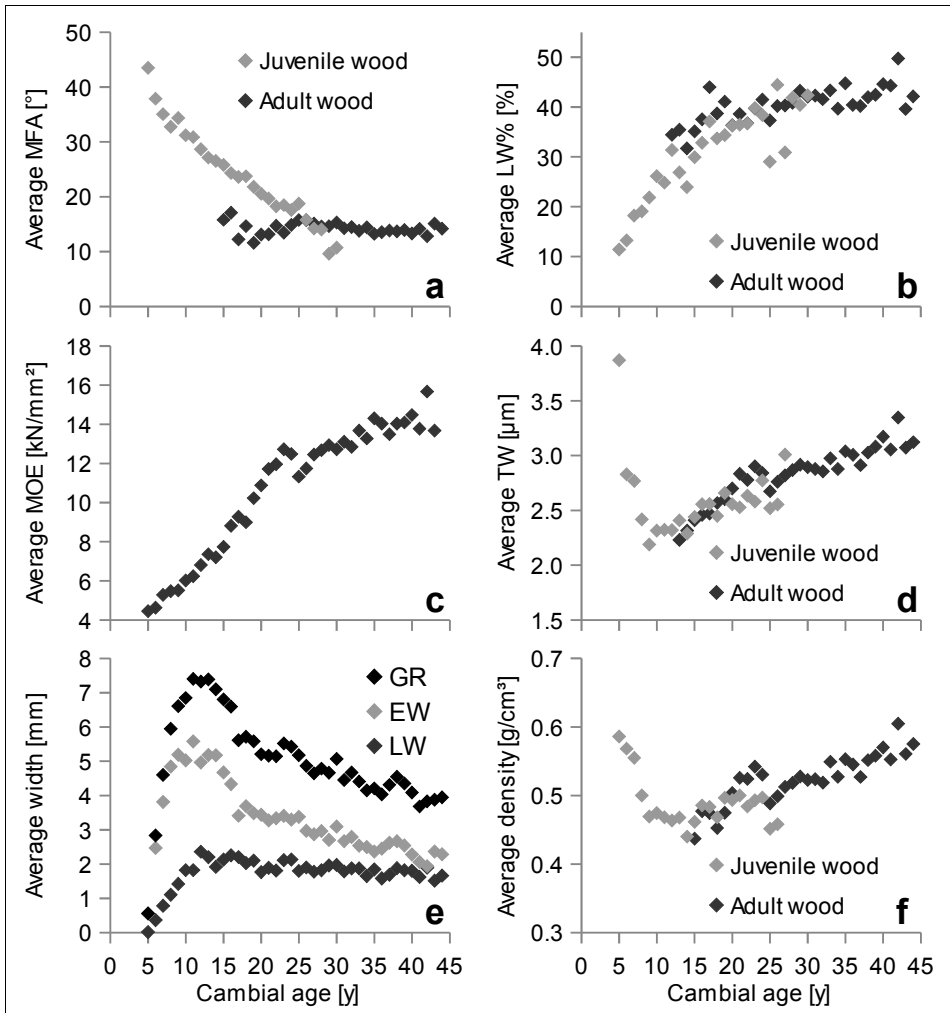 Average MFA [°]
50
40
30
20
10
0
Juvenile wood
Adult wood
a
Average LW% [%]
50
40
30
20
10
0
Juvenile wood
Adult wood
b
Average MOE [kN/mm²]
18
16
14
12
10
8
6
4
c
Average TW [µm]
4.0
3.5
3.0
2.5
2.0
1.5
Juvenile wood
Adult wood
d
Average width [mm]
8
7
6
5
4
3
2
1
0
GR
EW
LW
e
0 5 10 15 20 25 30 35 40 45
Cambial age [y]
Average density [g/cm³]
0.7
0.6
0.5
0.4
0.3
Juvenile wood
Adult wood
f
0 5 10 15 20 25 30 35 40 45
Cambial age [y]